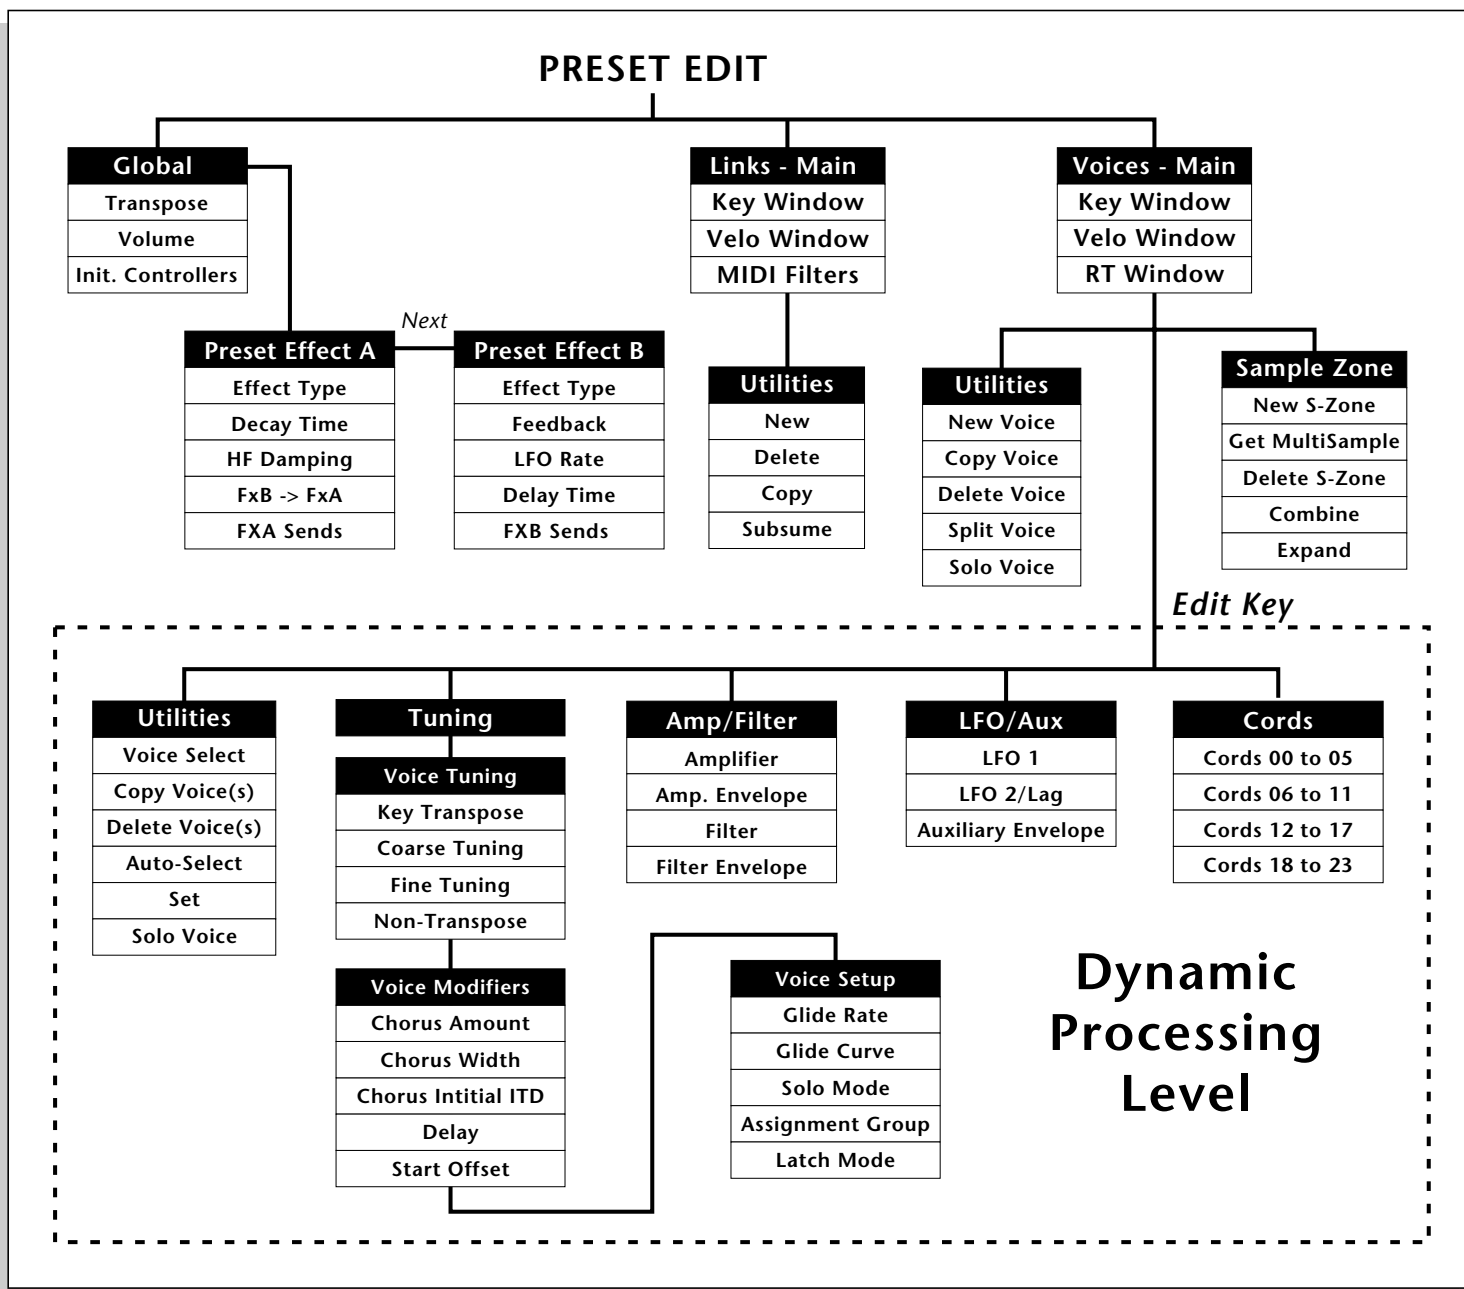 PRESET EDIT
Global
Transpose
Volume
Init. Controllers
Links - Main
Key Window
Velo Window
MIDI Filters
Voices - Main
Key Window
Velo Window
RT Window
Next
Preset Effect A
Effect Type
Decay Time
HF Damping
FxB -> FxA
FXA Sends
Preset Effect B
Effect Type
Feedback
LFO Rate
Delay Time
FXB Sends
Utilities
New
Delete
Copy
Subsume
Utilities
New Voice
Copy Voice
Delete Voice
Split Voice
Solo Voice
Sample Zone
New S-Zone
Get MultiSample
Delete S-Zone
Combine
Expand
Edit Key
Utilities
Voice Select
Copy Voice(s)
Delete Voice(s)
Auto-Select
Set
Solo Voice
Tuning
Voice Tuning
Key Transpose
Coarse Tuning
Fine Tuning
Non-Transpose
Voice Modifiers
Chorus Amount
Chorus Width
Chorus Intitial ITD
Delay
Start Offset
Amp/Filter
Amplifier
Amp. Envelope
Filter
Filter Envelope
Voice Setup
Glide Rate
Glide Curve
Solo Mode
Assignment Group
Latch Mode
LFO/Aux
LFO 1
LFO 2/Lag
Auxiliary Envelope
Cords
Cords 00 to 05
Cords 06 to 11
Cords 12 to 17
Cords 18 to 23
Dynamic
Processing
Level